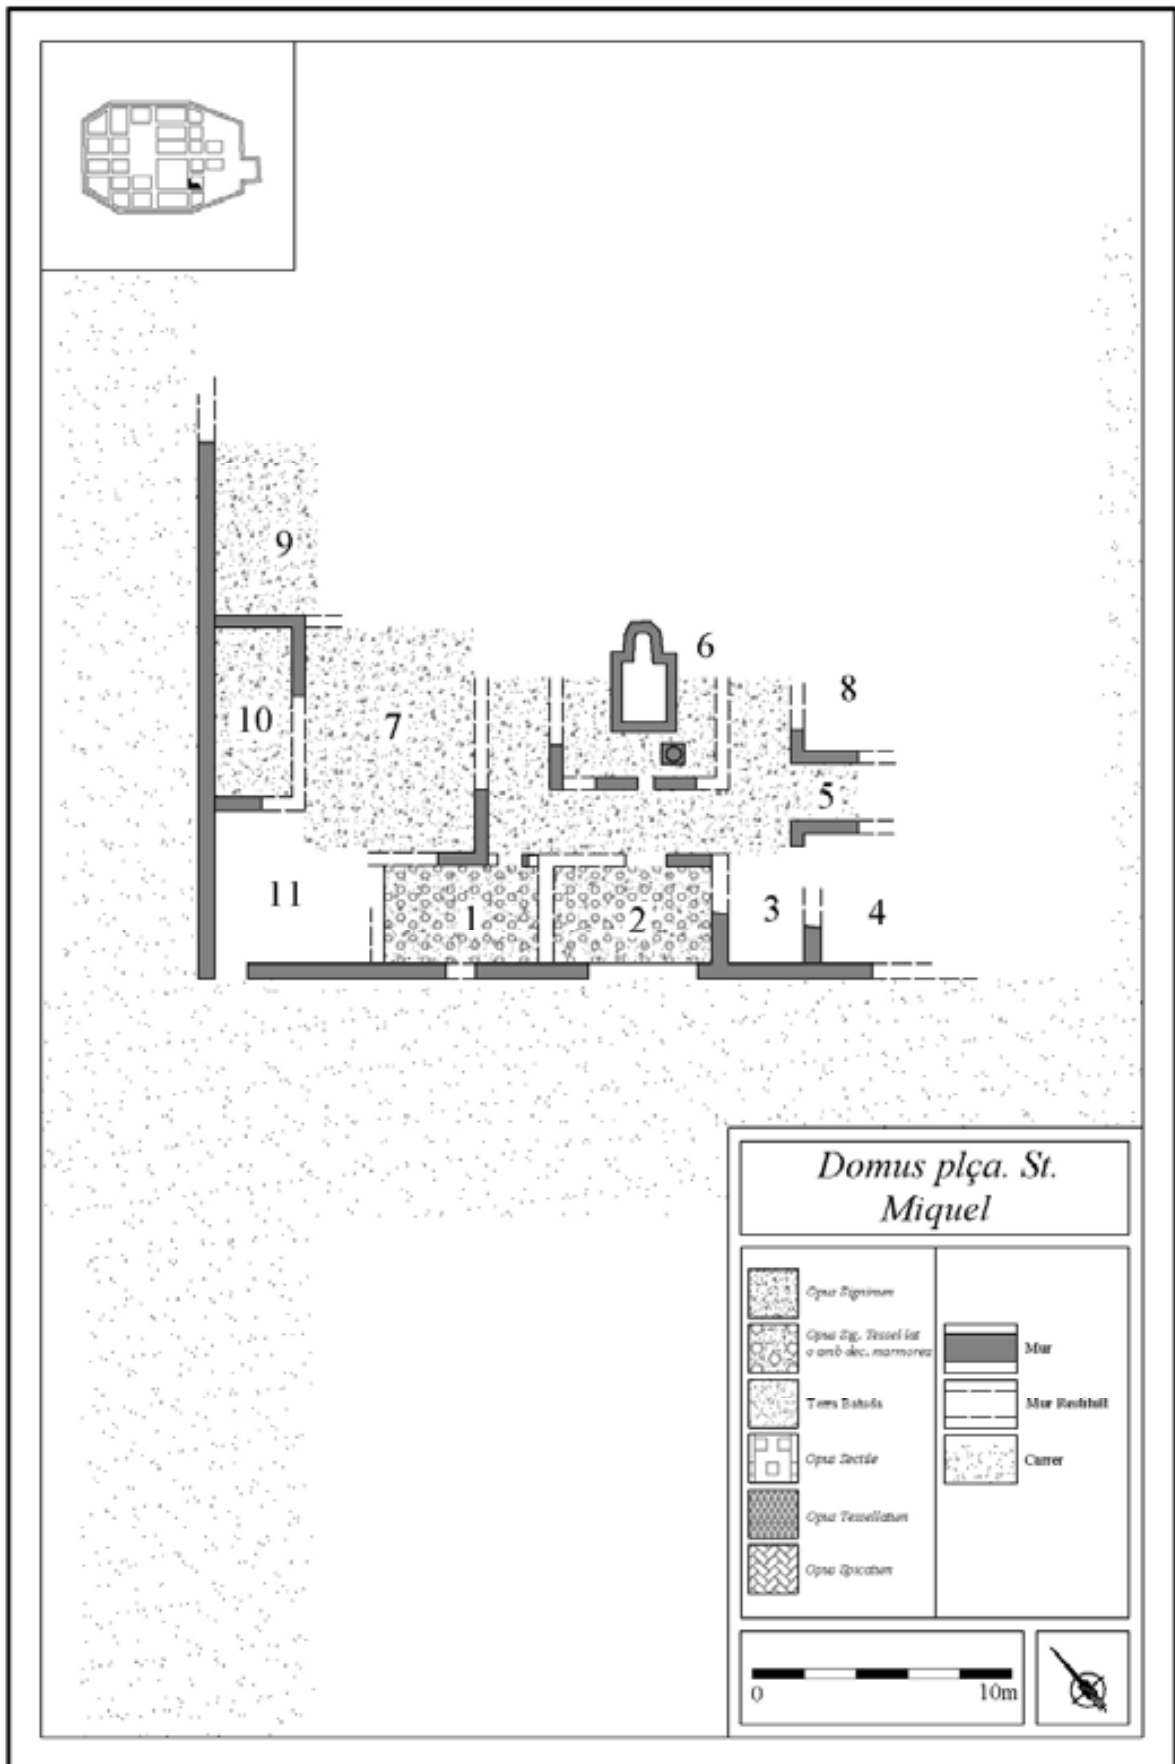 9
6
8
10
7
5
11
1
2
3
4
Domus plça. St.
Miquel
Opus Signinum
Opus Sig. Tessel·lat
o amb dec. marmorea
Terra Batuda
Opus Sectile
Opus Tessellatum
Opus Spicatum
Mur
Mur Restituït
Carrer
0
10m